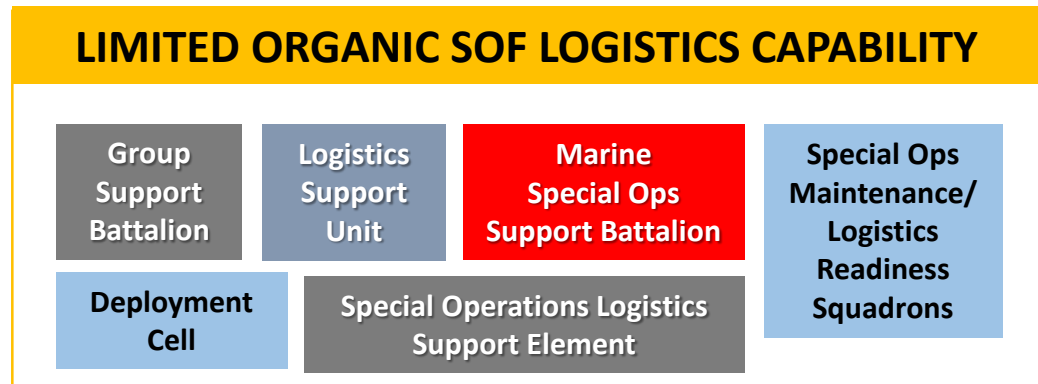 LIMITED ORGANIC SOF LOGISTICS CAPABILITY
Group
Support
Battalion
Logistics
Support
Unit
Marine
Special Ops
Support Battalion
Special Ops
Maintenance/
Logistics
Readiness
Squadrons
Deployment
Cell
Special Operations Logistics
Support Element